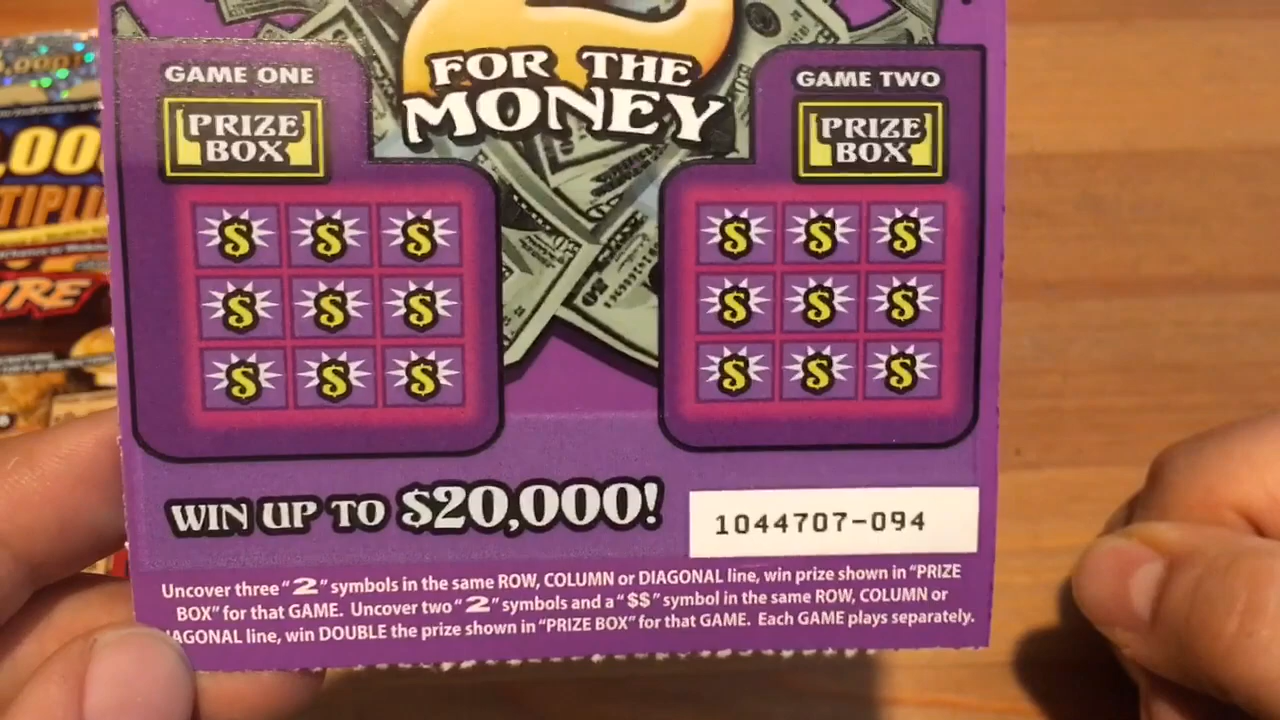 2
FOR THE
MONEY
GAME ONE
PRIZE
BOX
GAME TWO
PRIZE
BOX
$ $ $
$ $ $
$ $ $
$ $ $
$ $ $
$ $ $
WIN UP TO $20,000!
1044707-094
Uncover three "2" symbols in the same ROW, COLUMN or DIAGONAL line, win prize shown in "PRIZE
BOX" for that GAME. Uncover two "2" symbols and a "$$" symbol in the same ROW, COLUMN or
AGONAL line, win DOUBLE the prize shown in "PRIZE BOX" for that GAME. Each GAME plays separately.